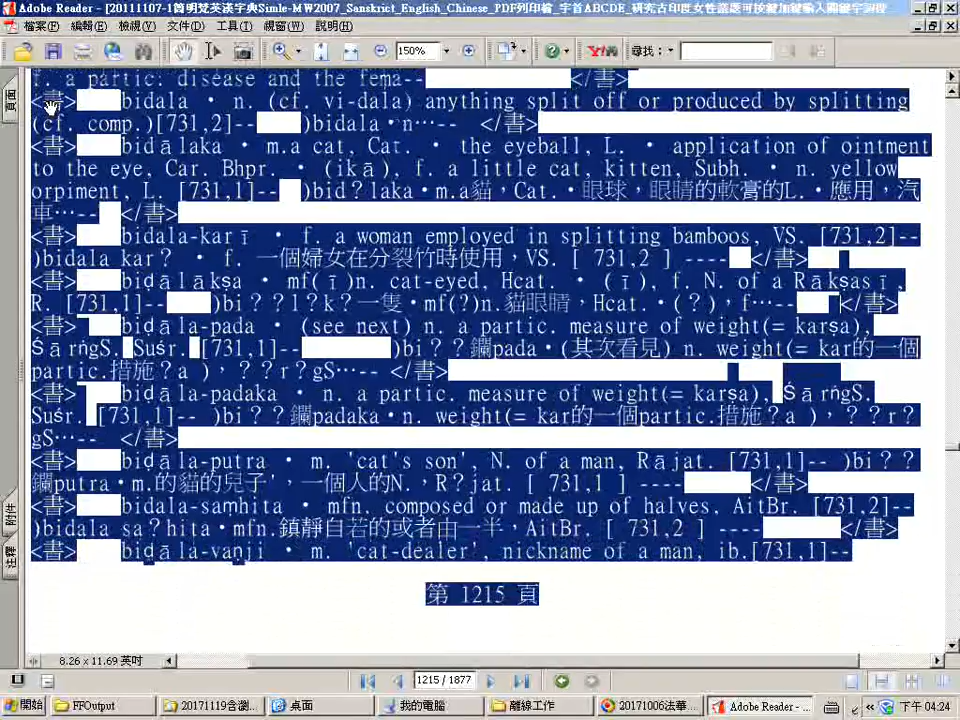 Adobe Reader - [20111107-1簡明梵英漢字典Simle-MW2007_Sanskrict_English_Chinese_PDF列印檔_字首ABCDE_研究古印度女性議題可按鍵加鍵輸入關鍵字詞程
檔案(F) 編輯(E) 檢視(V) 文件(D) 工具(T) 視窗(W) 說明(H)
150% 尋找：
頁面
f. a partic. disease and the fema-- </書>
<書> bidala • n. (cf. vi-dala) anything split off or produced by splitting
(cf. comp.)[731,2]-- )bidala•n…-- </書>
<書> bidālaka • m.a cat, Cat. • the eyeball, L. • application of ointment
to the eye, Car. Bhpr. • (ikā), f. a little cat, kitten, Subh. • n. yellow
orpiment, L. [731,1]-- )bid?laka•m.a貓，Cat.•眼球，眼睛的軟膏的L.•應用，汽
車…-- </書>
<書> bidala-karī • f. a woman employed in splitting bamboos, VS. [731,2]--
)bidala kar? • f. 一個婦女在分裂竹時使用，VS. [ 731,2 ] ---- </書>
<書> biḍālākṣa • mf(ī)n. cat-eyed, Hcat. • (ī), f. N. of a Rākṣasī,
R. [731,1]-- )bi??l?k?一隻•mf(?)n.貓眼睛，Hcat.•(?)，f…-- </書>
<書> biḍāla-pada • (see next) n. a partic. measure of weight(= karṣa),
ŚārṅgS. Suśr. [731,1]-- )bi??鑭pada•(其次看見) n. weight(= kar的一個
partic.措施?a )，??r?gS…-- </書>
<書> biḍāla-padaka • n. a partic. measure of weight(= karṣa), ŚārṅgS.
Suśr. [731,1]-- )bi??鑭padaka•n. weight(= kar的一個partic.措施?a )，??r?
gS…-- </書>
<書> biḍāla-putra • m. 'cat's son', N. of a man, Rājat. [731,1]-- )bi??
鑭putra•m.的貓的兒子'，一個人的N.，R?jat. [ 731,1 ] ---- </書>
<書> bidala-saṃhita • mfn. composed or made up of halves, AitBr. [731,2]--
)bidala sa?hita•mfn.鎮靜自若的或者由一半，AitBr. [ 731,2 ] ---- </書>
<書> biḍāla-vaṇij • m. 'cat-dealer', nickname of a man, ib.[731,1]--
第 1215 頁
附件
注釋
8.26 x 11.69 英吋
1215 / 1877
開始 FFOutput 20171119含瀏... 桌面 我的電腦 離線工作 20171006法華... Adobe Reader - [... 下午 04:24